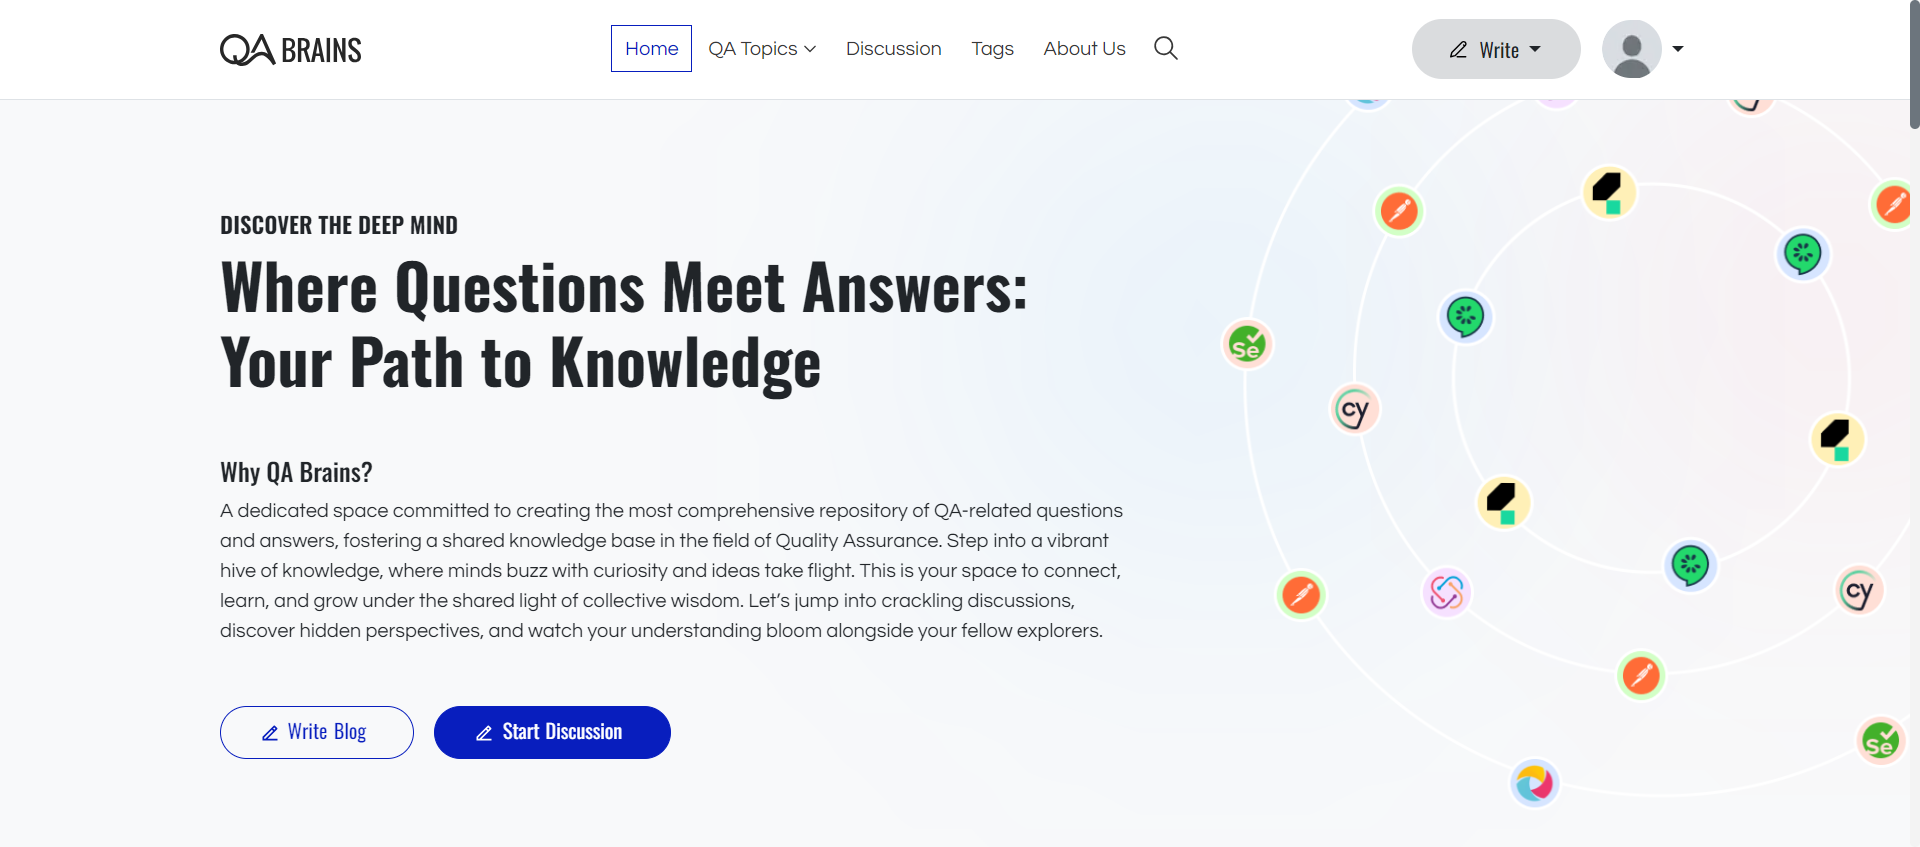 QA BRAINS
Home
QA Topics
Discussion
Tags
About Us
Write
DISCOVER THE DEEP MIND
Where Questions Meet Answers:
Your Path to Knowledge
Why QA Brains?
A dedicated space committed to creating the most comprehensive repository of QA-related questions
and answers, fostering a shared knowledge base in the field of Quality Assurance. Step into a vibrant
hive of knowledge, where minds buzz with curiosity and ideas take flight. This is your space to connect,
learn, and grow under the shared light of collective wisdom. Let’s jump into crackling discussions,
discover hidden perspectives, and watch your understanding bloom alongside your fellow explorers.
Write Blog
Start Discussion
Se
cy
cy
Se